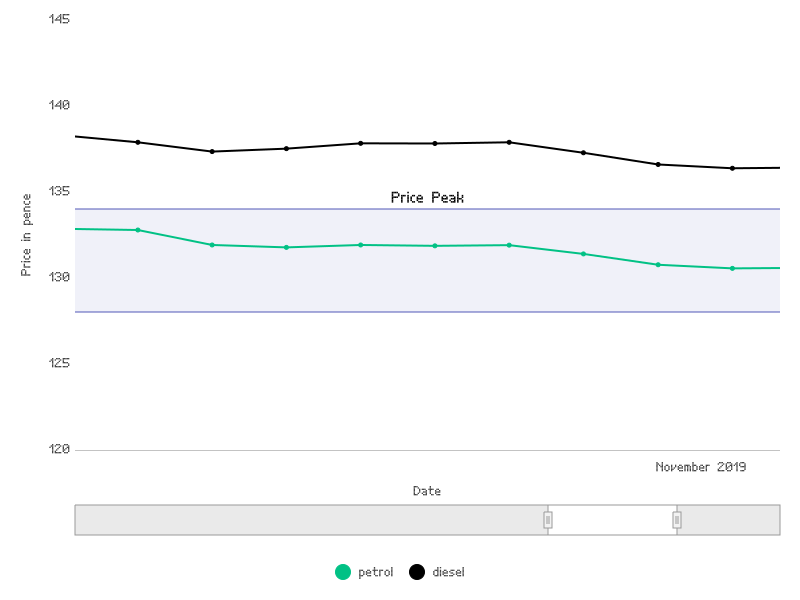 145
140
135
130
125
120
Price in pence
Price Peak
November 2019
Date
petrol
diesel